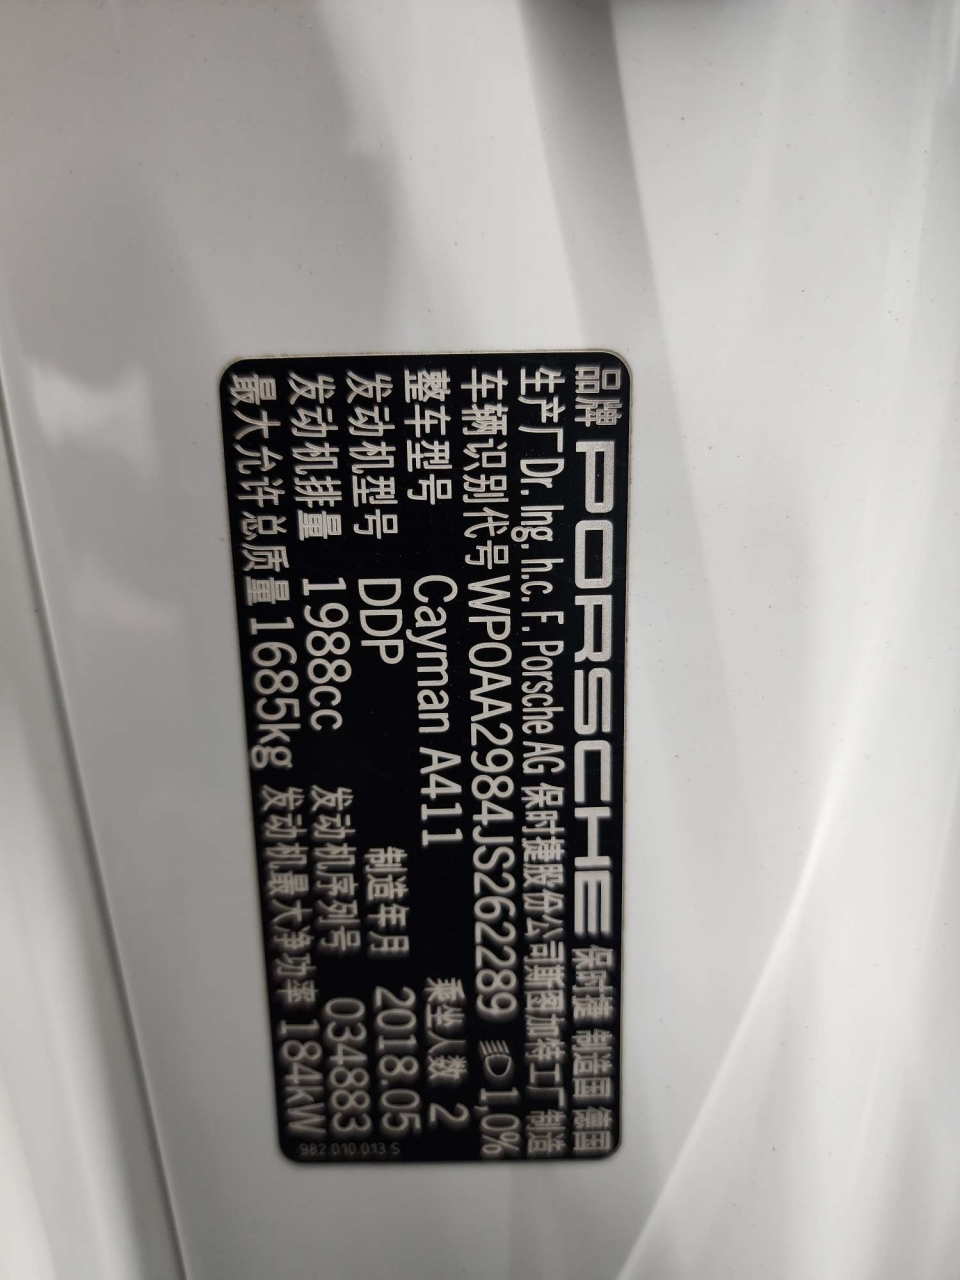 品牌 PORSCHE 保时捷 制造国 德国
生产厂 Dr. Ing. h.c. F. Porsche AG 保时捷股份公司斯图加特工厂 制造
车辆识别代号 WP0AA2984JS262289 1,0%
整车型号 Cayman A411 乘坐人数 2
发动机型号 DDP 制造年月 2018.05
发动机排量 1988cc 发动机序列号 034883
最大允许总质量 1685kg 发动机最大净功率 184kW
982.010.013.S